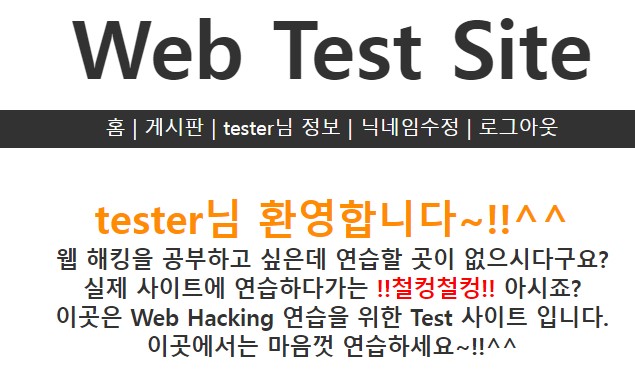 Web Test Site
홈 | 게시판 | tester님 정보 | 닉네임수정 | 로그아웃
tester님 환영합니다~!!^^
웹 해킹을 공부하고 싶은데 연습할 곳이 없으시다구요?
실제 사이트에 연습하다가는 !!철컹철컹!! 아시죠?
이곳은 Web Hacking 연습을 위한 Test 사이트 입니다.
이곳에서는 마음껏 연습하세요~!!^^